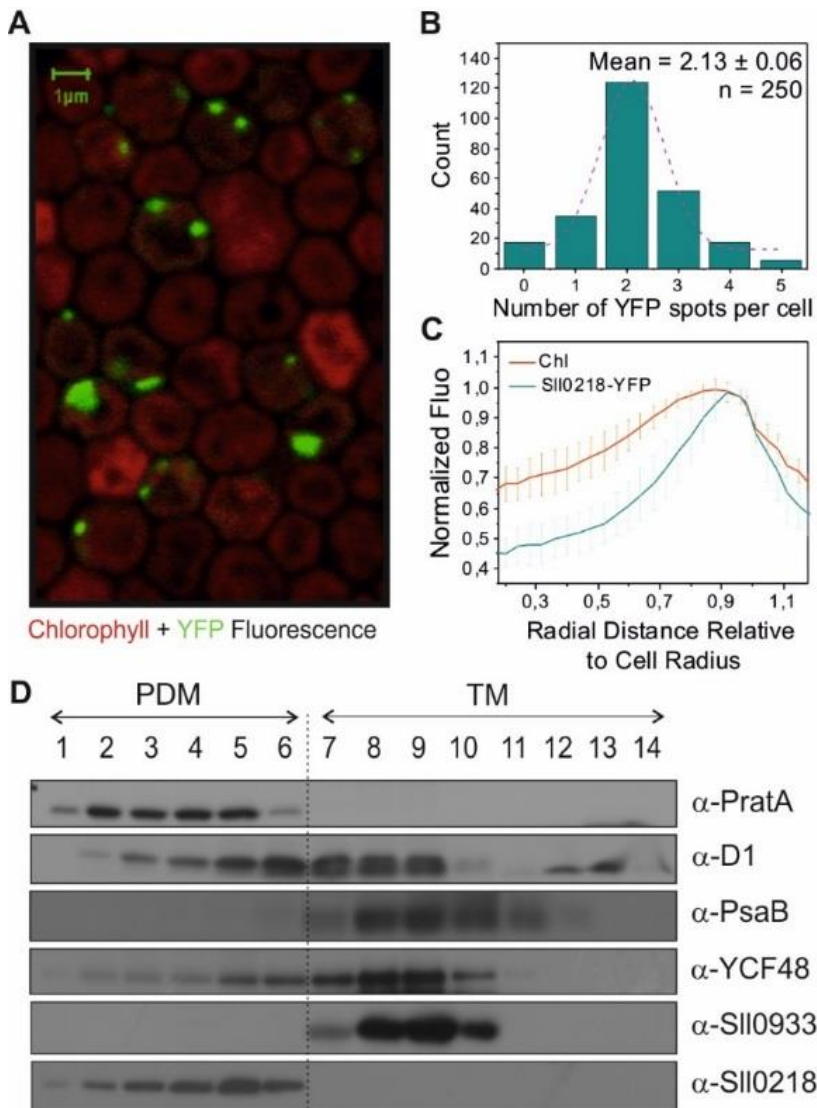 A
1µm
Chlorophyll + YFP Fluorescence
B
Mean = 2.13 ± 0.06
n = 250
Count
140
120
100
80
60
40
20
0
0 1 2 3 4 5
Number of YFP spots per cell
C
Chl
Sll0218-YFP
Normalized Fluo
1,1
1,0
0,9
0,8
0,7
0,6
0,5
0,4
0,3 0,5 0,7 0,9 1,1
Radial Distance Relative
to Cell Radius
D
PDM TM
1 2 3 4 5 6 7 8 9 10 11 12 13 14
α-PratA
α-D1
α-PsaB
α-YCF48
α-Sll0933
α-Sll0218